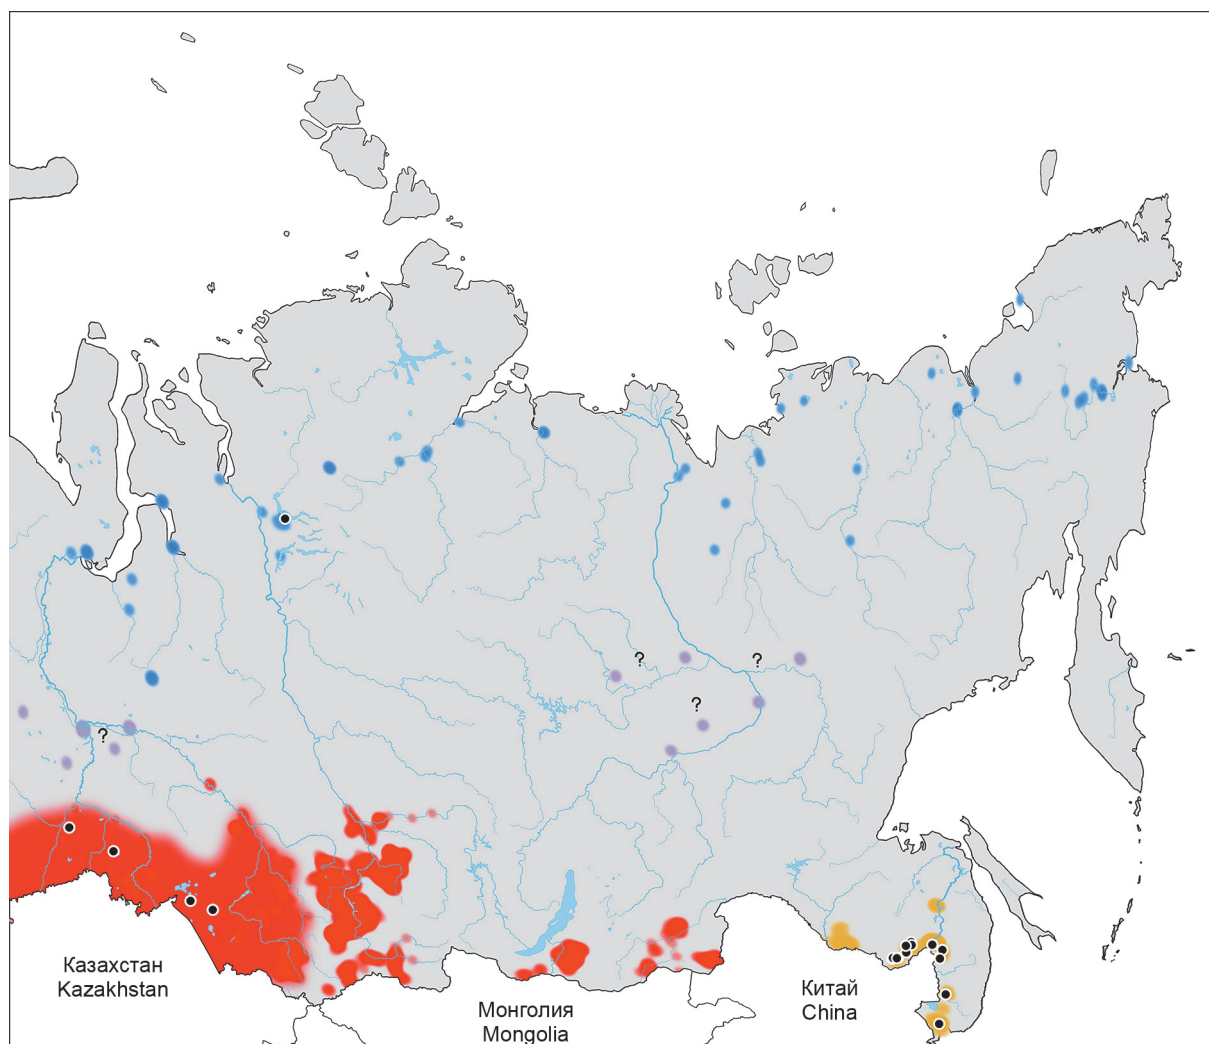 ?
?
?
?
Казахстан
Kazakhstan
Китай
China
Монголия
Mongolia